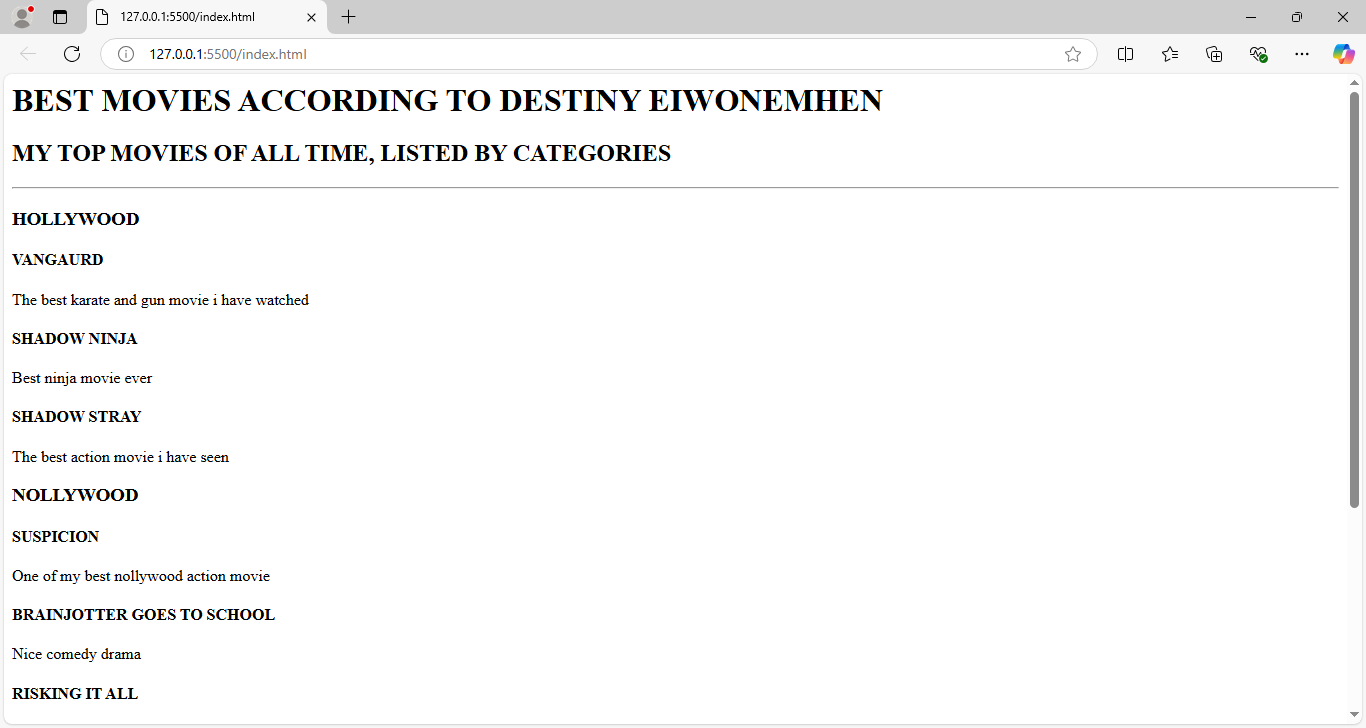 127.0.0.1:5500/index.html
127.0.0.1:5500/index.html
BEST MOVIES ACCORDING TO DESTINY EIWONEMHEN
MY TOP MOVIES OF ALL TIME, LISTED BY CATEGORIES
HOLLYWOOD
VANGAURD
The best karate and gun movie i have watched
SHADOW NINJA
Best ninja movie ever
SHADOW STRAY
The best action movie i have seen
NOLLYWOOD
SUSPICION
One of my best nollywood action movie
BRAINJOTTER GOES TO SCHOOL
Nice comedy drama
RISKING IT ALL